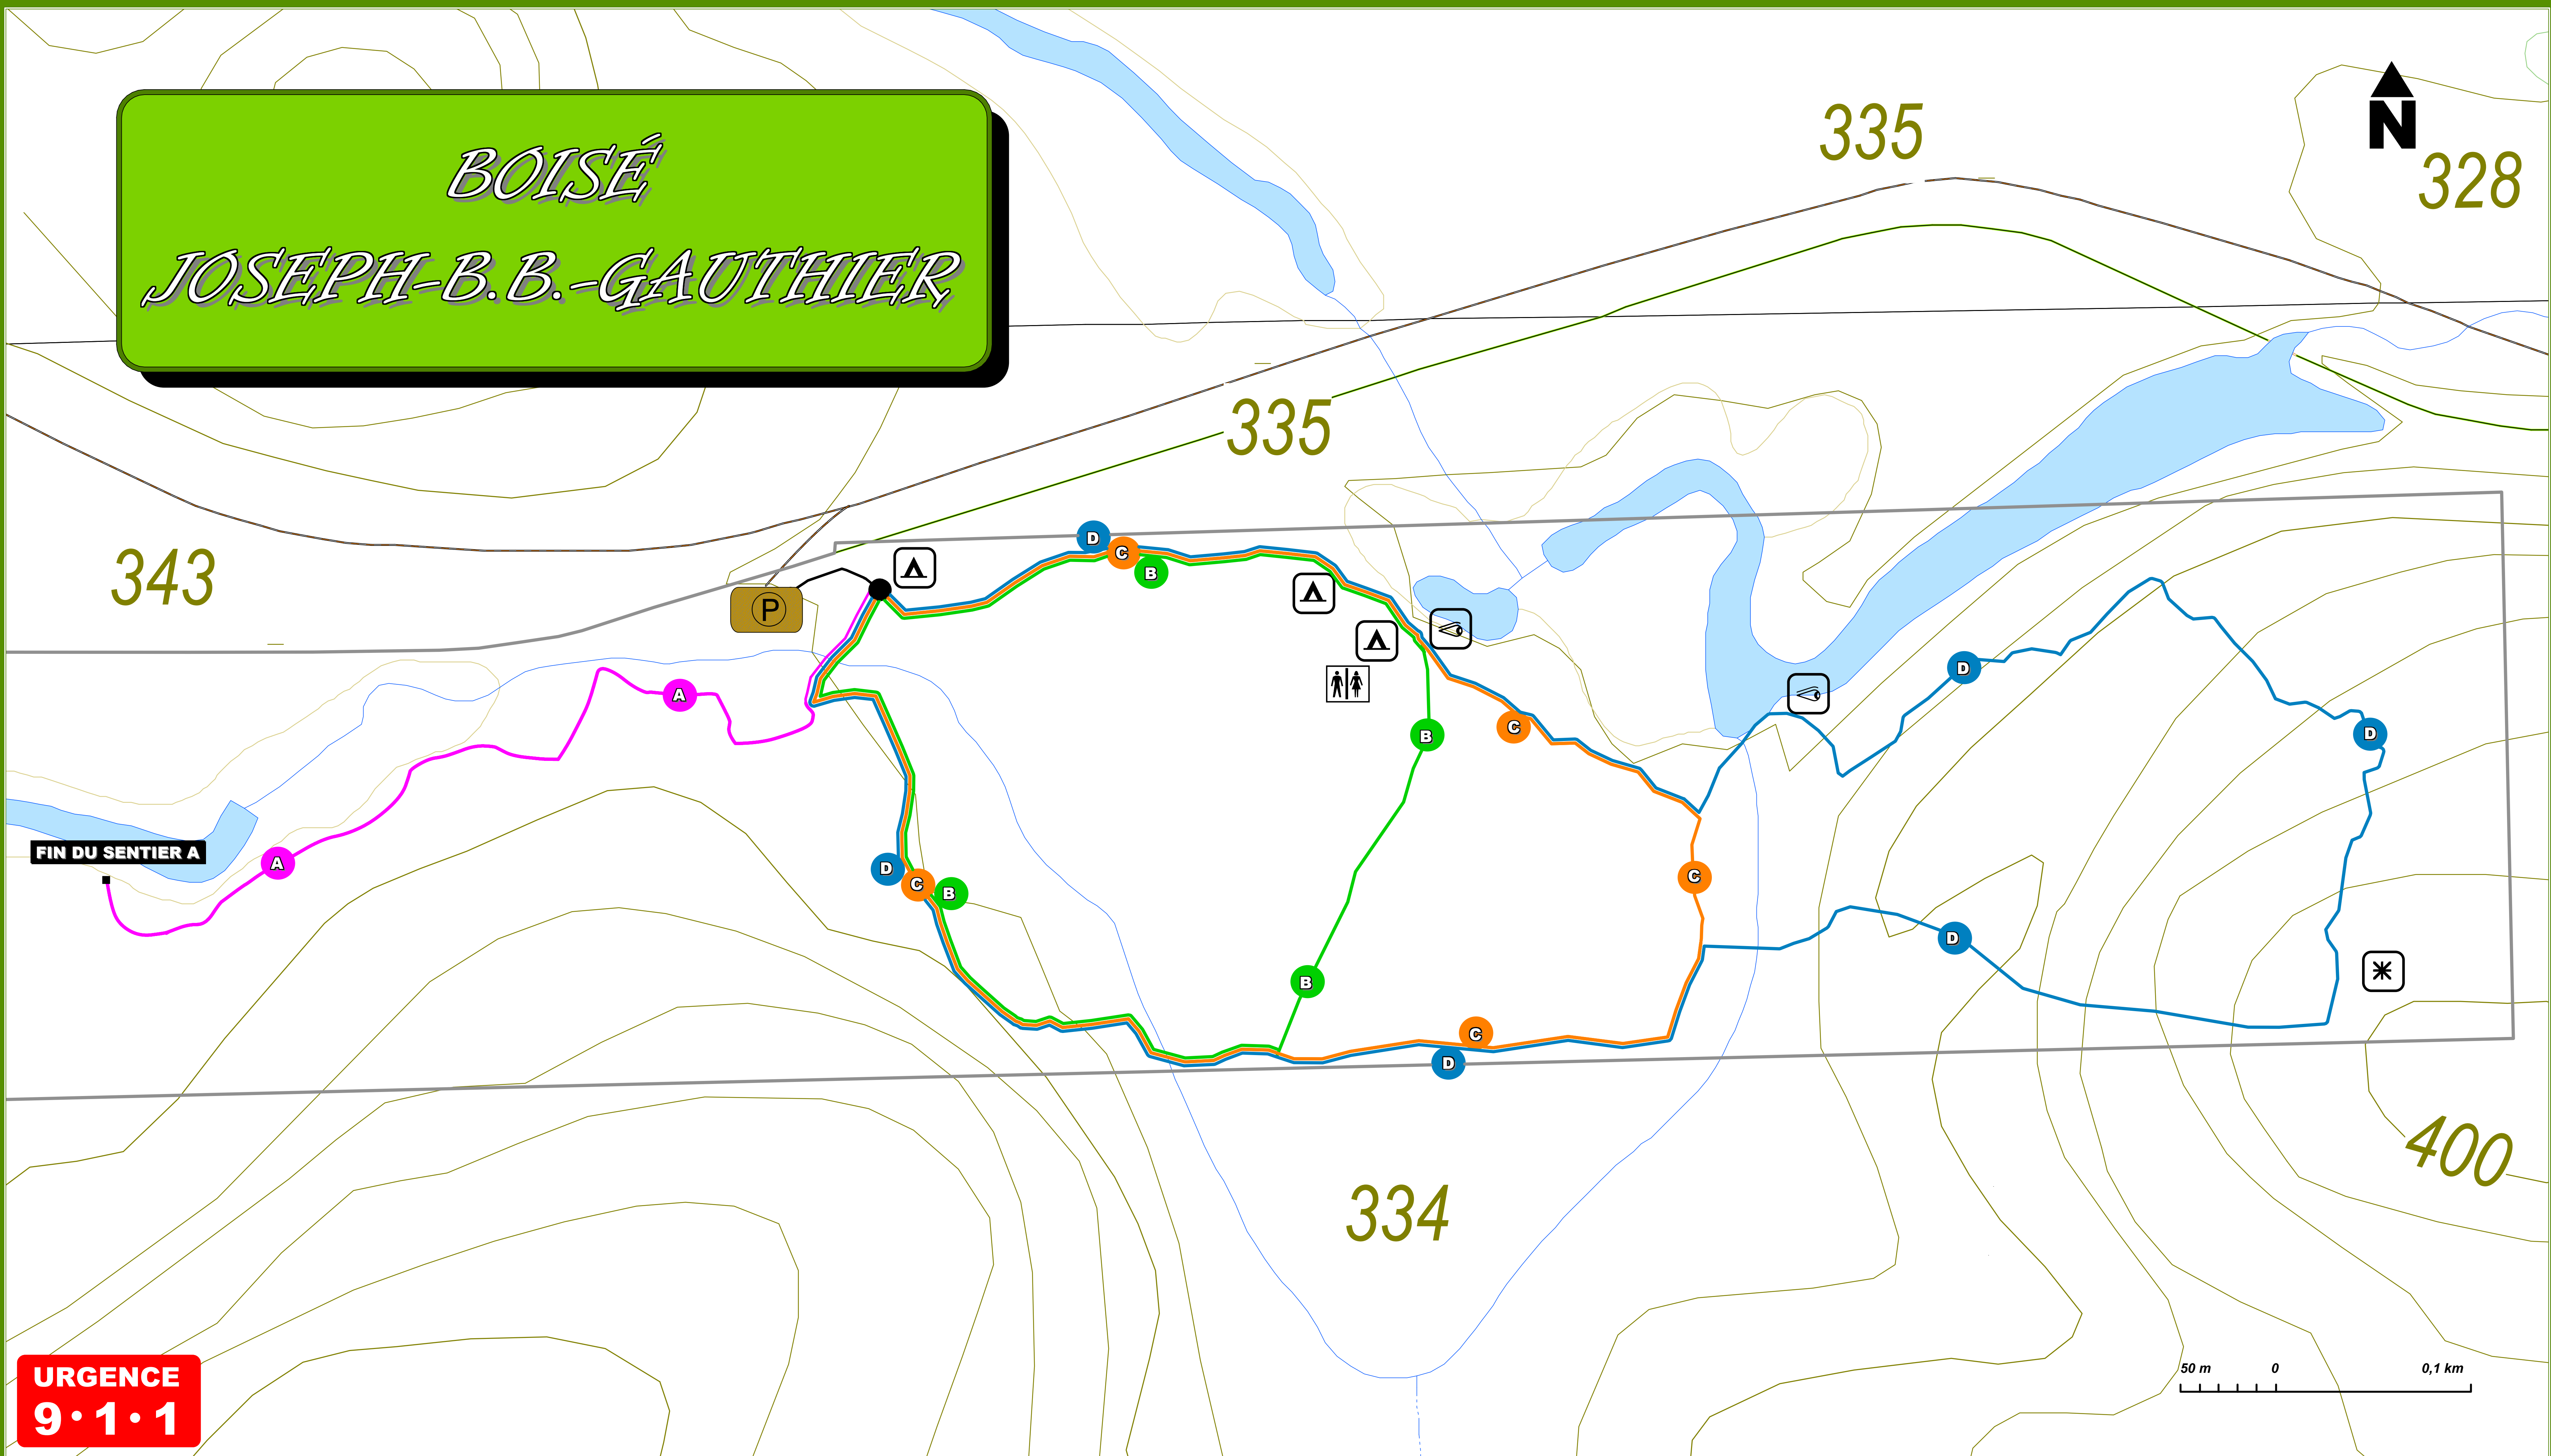 BOISÉ
JOSEPH-B.B.-GAUTHIER
N
335
328
335
343
P
D
C
B
A
B
C
D
D
FIN DU SENTIER A
A
D
C
B
C
D
B
C
D
334
400
URGENCE
9•1•1
50 m 0 0,1 km